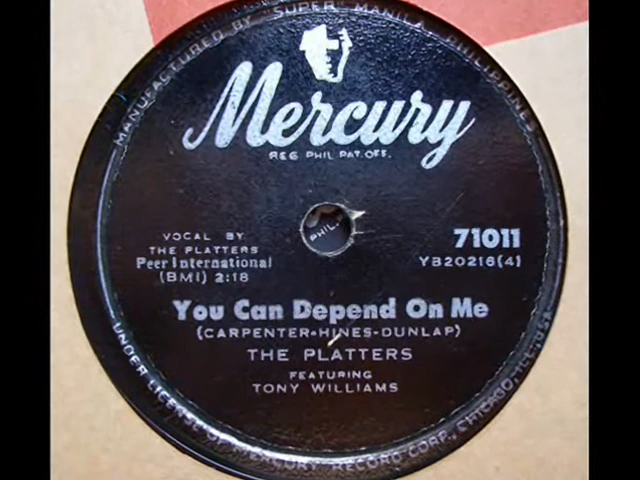 MANUFACTURED BY "SUPER" MANILA, PHILIPPINES
Mercury
REG PHIL PAT. OFF.
PHIL
VOCAL BY
THE PLATTERS
Peer International
(BMI) 2:18
71011
YB20216(4)
You Can Depend On Me
(CARPENTER-HINES-DUNLAP)
THE PLATTERS
FEATURING
TONY WILLIAMS
UNDER LICENSE OF MERCURY RECORD CORP., CHICAGO, ILL., U.S.A.